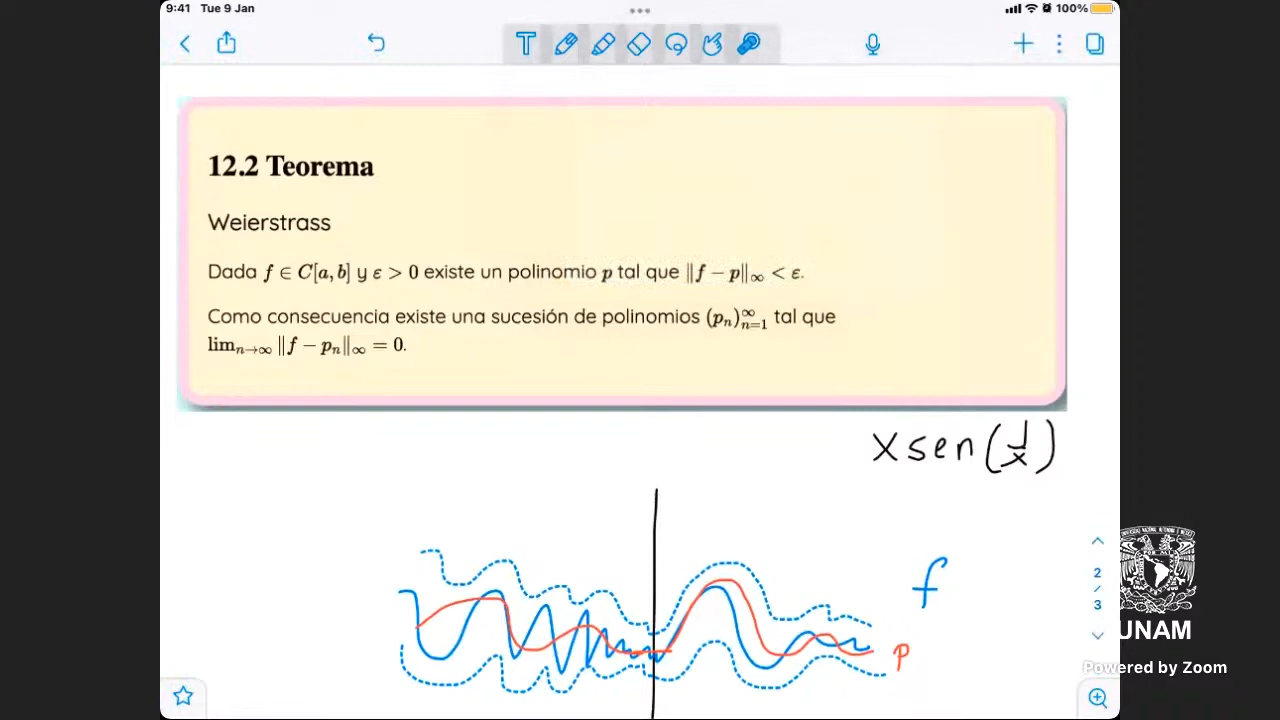 9:41 Tue 9 Jan
100%
12.2 Teorema
Weierstrass
Dada f ∈ C[a, b] y ε > 0 existe un polinomio p tal que ‖f − p‖∞ < ε.
Como consecuencia existe una sucesión de polinomios (pₙ)ₙ₌₁^∞ tal que
limₙ→∞ ‖f − pₙ‖∞ = 0.
x sen(1/x)
f
p
2
/
3
UNAM
Powered by Zoom